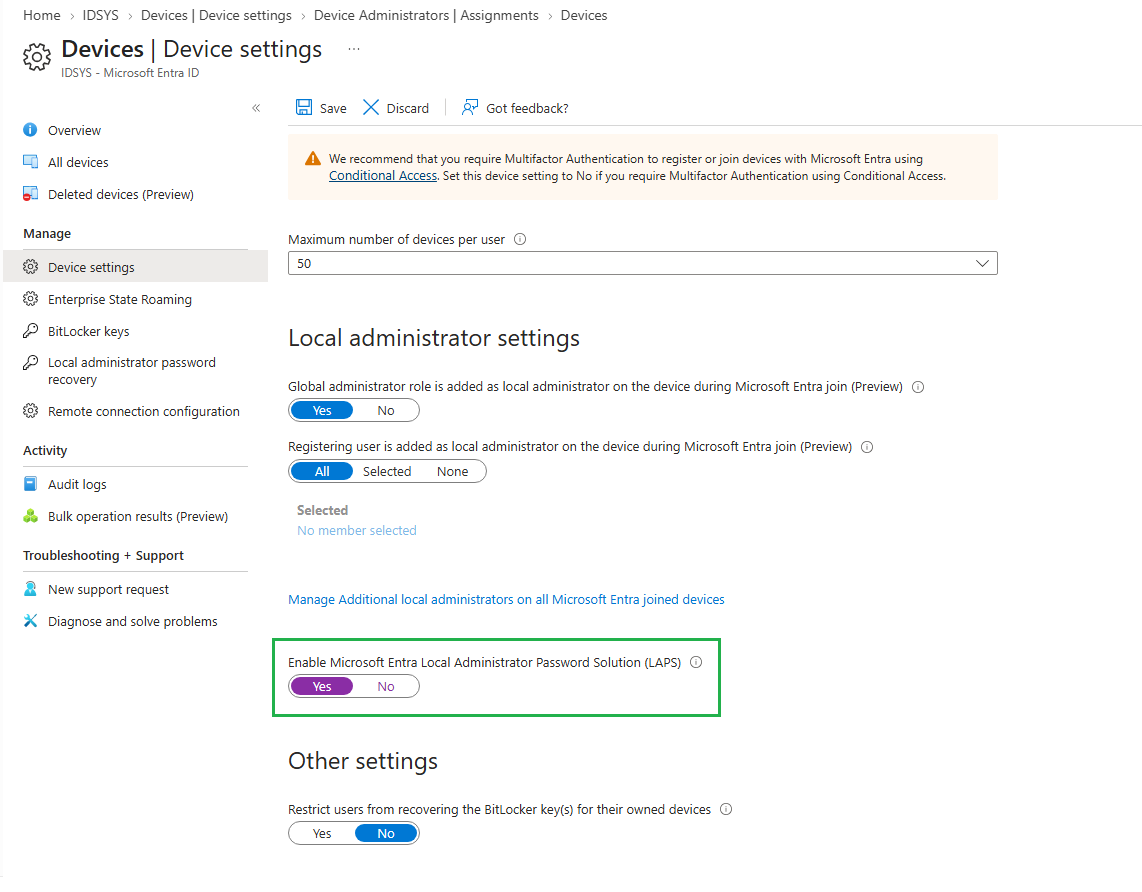 Home > IDSYS > Devices | Device settings > Device Administrators | Assignments > Devices
Devices | Device settings ...
IDSYS - Microsoft Entra ID
«
Overview
All devices
Deleted devices (Preview)
Manage
Device settings
Enterprise State Roaming
BitLocker keys
Local administrator password
recovery
Remote connection configuration
Activity
Audit logs
Bulk operation results (Preview)
Troubleshooting + Support
New support request
Diagnose and solve problems
Save Discard Got feedback?
We recommend that you require Multifactor Authentication to register or join devices with Microsoft Entra using
Conditional Access. Set this device setting to No if you require Multifactor Authentication using Conditional Access.
Maximum number of devices per user
50
Local administrator settings
Global administrator role is added as local administrator on the device during Microsoft Entra join (Preview)
Yes No
Registering user is added as local administrator on the device during Microsoft Entra join (Preview)
All Selected None
Selected
No member selected
Manage Additional local administrators on all Microsoft Entra joined devices
Enable Microsoft Entra Local Administrator Password Solution (LAPS)
Yes No
Other settings
Restrict users from recovering the BitLocker key(s) for their owned devices
Yes No